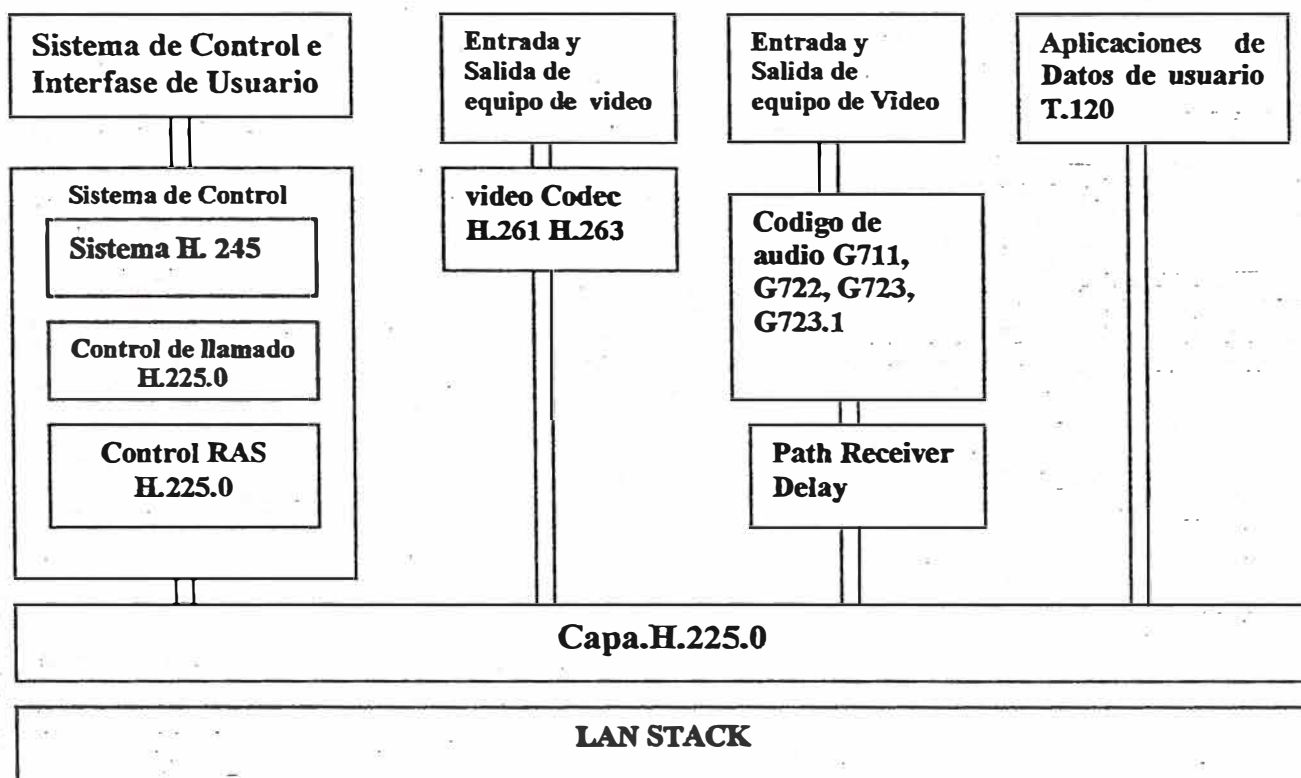 Sistema de Control e
Interfase de Usuario
Entrada y
Salida de
equipo de video
Entrada y
Salida de
equipo de Video
Aplicaciones de
Datos de usuario
T.120
Sistema de Control
Sistema H. 245
Control de llamado
H.225.0
Control RAS
H.225.0
video Codec
H.261 H.263
Codigo de
audio G711,
G722, G723,
G723.1
Path Receiver
Delay
Capa.H.225.0
LAN STACK